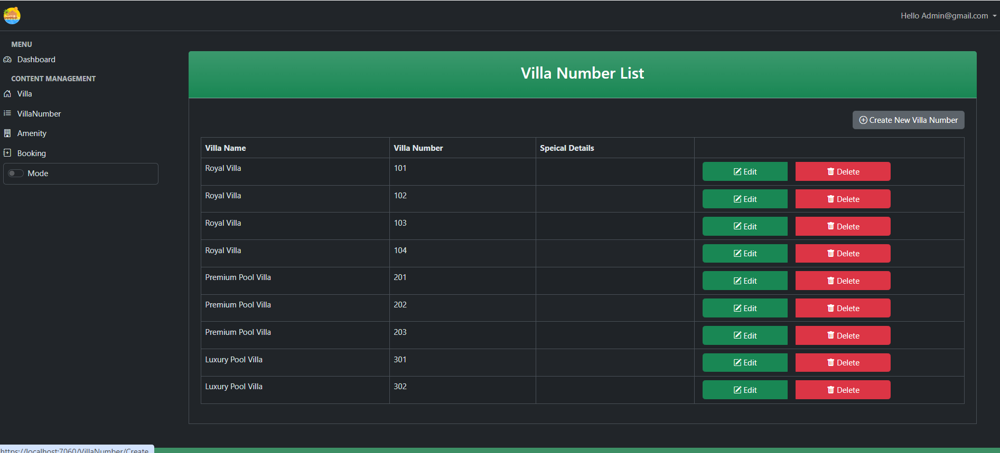 Hello Admin@gmail.com
MENU
Dashboard
CONTENT MANAGEMENT
Villa
VillaNumber
Amenity
Booking
Mode
Villa Number List
Create New Villa Number
Villa Name Villa Number Speical Details
Royal Villa 101 Edit Delete
Royal Villa 102 Edit Delete
Royal Villa 103 Edit Delete
Royal Villa 104 Edit Delete
Premium Pool Villa 201 Edit Delete
Premium Pool Villa 202 Edit Delete
Premium Pool Villa 203 Edit Delete
Luxury Pool Villa 301 Edit Delete
Luxury Pool Villa 302 Edit Delete
https://localhost:7060/VillaNumber/Create